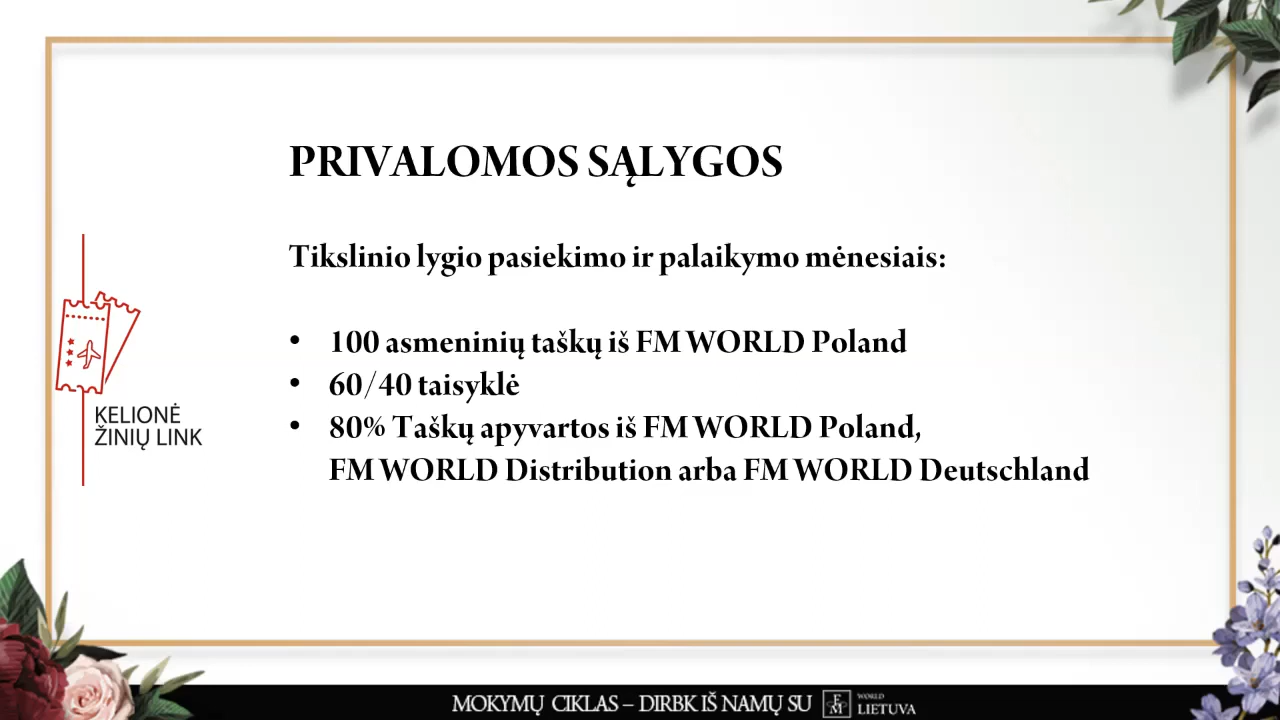 PRIVALOMOS SĄLYGOS
Tikslinio lygio pasiekimo ir palaikymo mėnesiais:
• 100 asmeninių taškų iš FM WORLD Poland
• 60/40 taisyklė
• 80% Taškų apyvartos iš FM WORLD Poland,
FM WORLD Distribution arba FM WORLD Deutschland
KELIONĖ
ŽINIŲ LINK
MOKYMŲ CIKLAS – DIRBK IŠ NAMŲ SU
FM
WORLD
LIETUVA